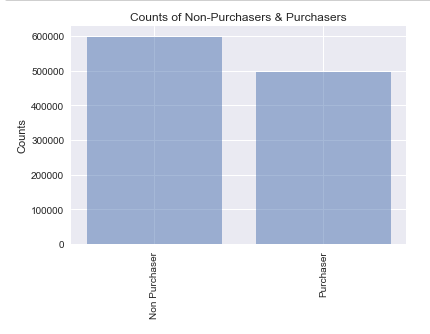 Counts of Non-Purchasers & Purchasers
600000
500000
400000
300000
200000
100000
0
Counts
Non Purchaser
Purchaser